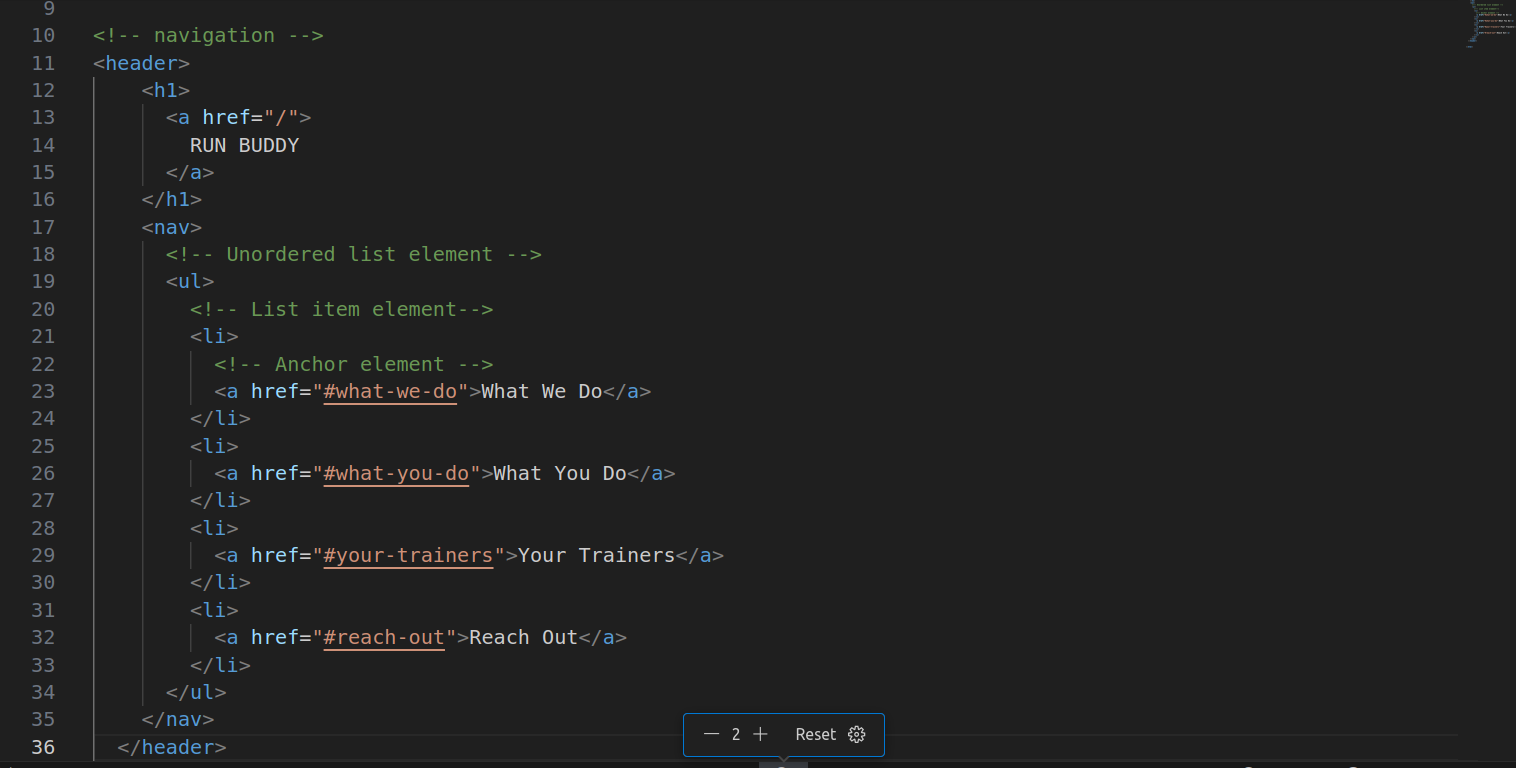 9
10 <!-- navigation -->
11 <header>
12 <h1>
13 <a href="/">
14 RUN BUDDY
15 </a>
16 </h1>
17 <nav>
18 <!-- Unordered list element -->
19 <ul>
20 <!-- List item element-->
21 <li>
22 <!-- Anchor element -->
23 <a href="#what-we-do">What We Do</a>
24 </li>
25 <li>
26 <a href="#what-you-do">What You Do</a>
27 </li>
28 <li>
29 <a href="#your-trainers">Your Trainers</a>
30 </li>
31 <li>
32 <a href="#reach-out">Reach Out</a>
33 </li>
34 </ul>
35 </nav>
36 </header>
— 2 + Reset